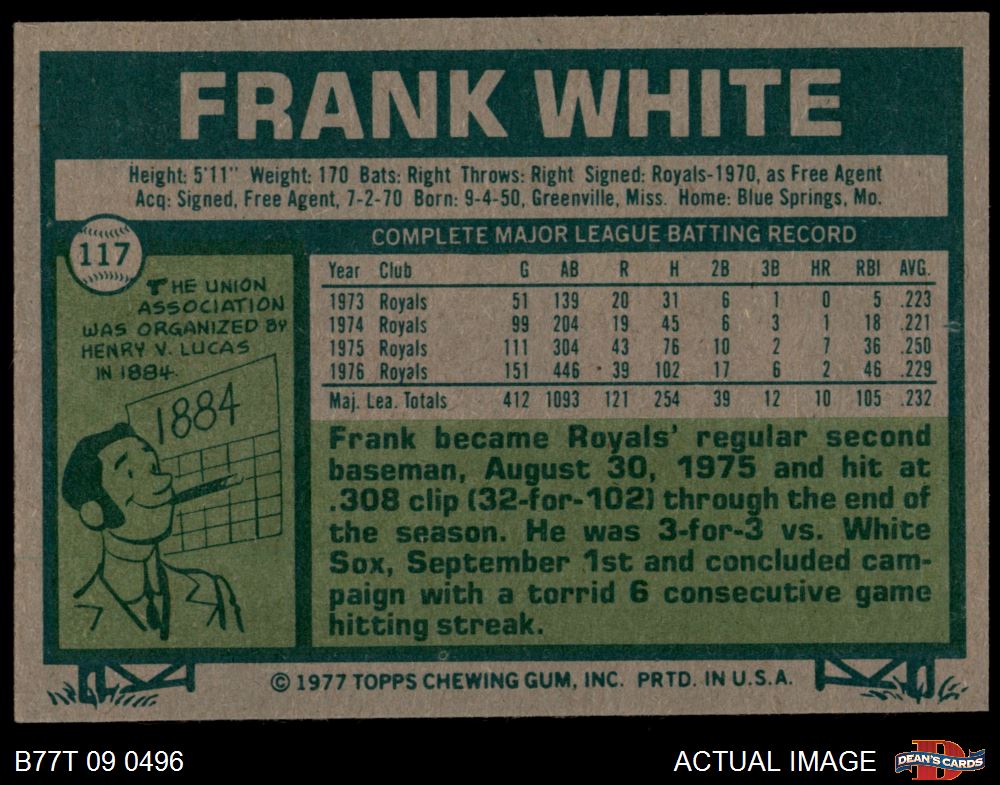 FRANK WHITE
Height: 5'11" Weight: 170 Bats: Right Throws: Right Signed: Royals-1970, as Free Agent
Acq: Signed, Free Agent, 7-2-70 Born: 9-4-50, Greenville, Miss. Home: Blue Springs, Mo.
117
THE UNION
ASSOCIATION
WAS ORGANIZED BY
HENRY V. LUCAS
IN 1884.
1884
COMPLETE MAJOR LEAGUE BATTING RECORD
Year Club G AB R H 2B 3B HR RBI AVG.
1973 Royals 51 139 20 31 6 1 0 5 .223
1974 Royals 99 204 19 45 6 3 1 18 .221
1975 Royals 111 304 43 76 10 2 7 36 .250
1976 Royals 151 446 39 102 17 6 2 46 .229
Maj. Lea. Totals 412 1093 121 254 39 12 10 105 .232
Frank became Royals' regular second
baseman, August 30, 1975 and hit at
.308 clip (32-for-102) through the end of
the season. He was 3-for-3 vs. White
Sox, September 1st and concluded cam-
paign with a torrid 6 consecutive game
hitting streak.
© 1977 TOPPS CHEWING GUM, INC. PRTD. IN U.S.A.
B77T 09 0496
ACTUAL IMAGE
D
DEAN'S CARDS